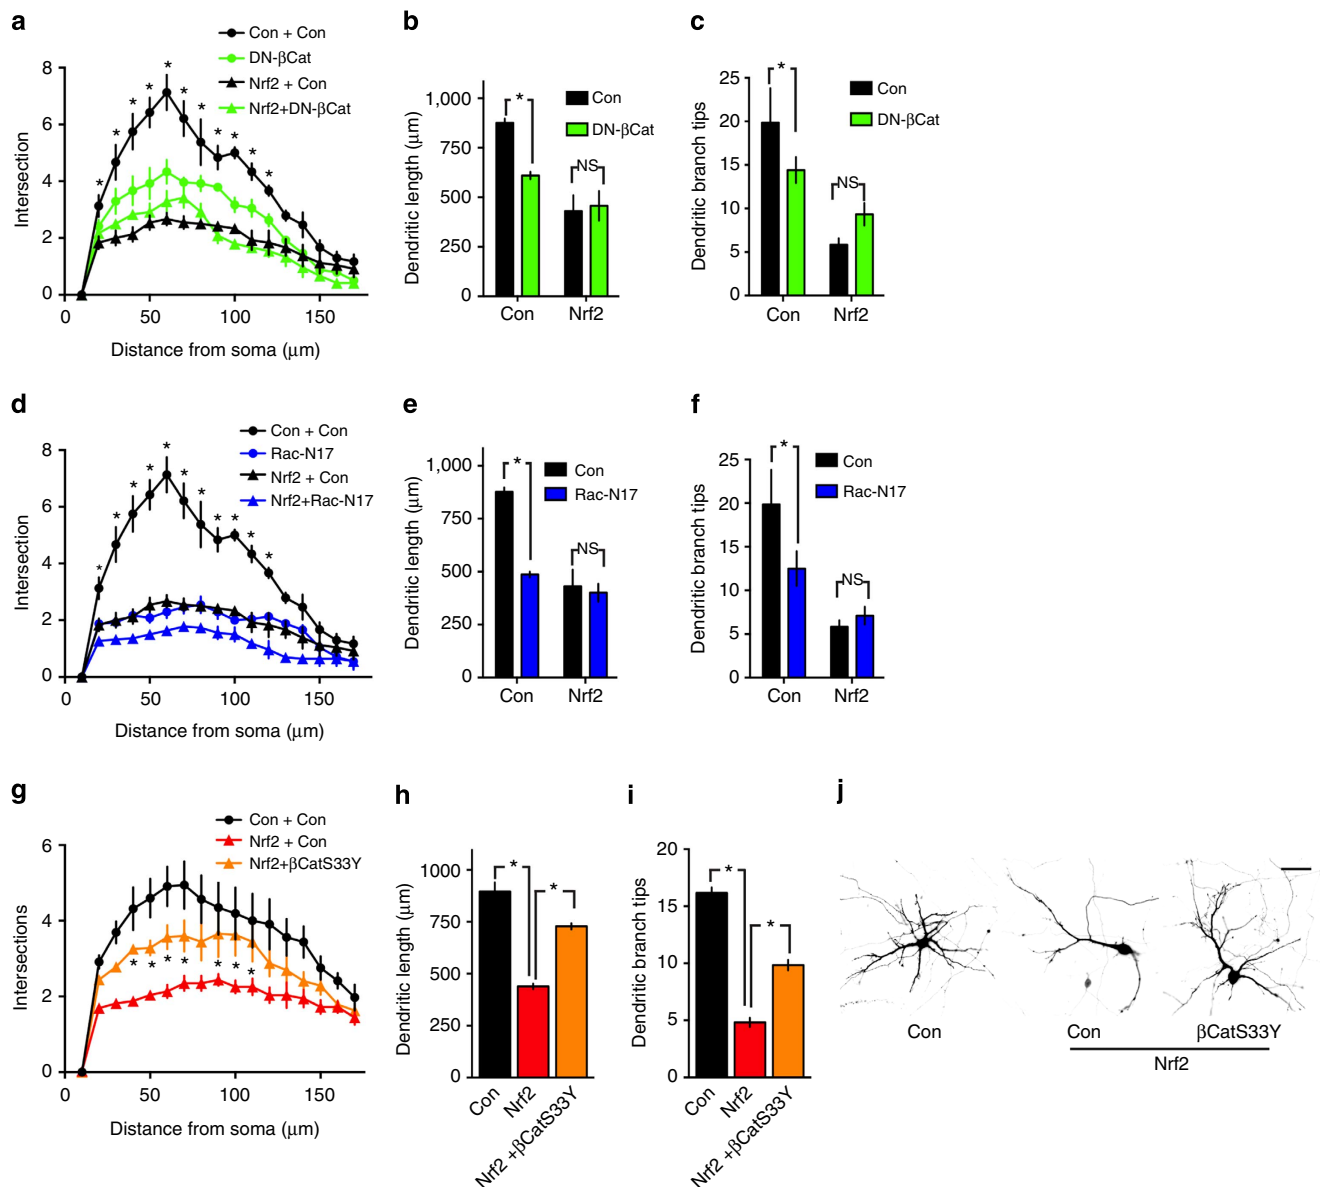 a
Con + Con
DN-βCat
Nrf2 + Con
Nrf2+DN-βCat
8
6
4
2
0
Intersection
* * * * * * * * * * *
0 50 100 150
Distance from soma (μm)
b
Con
DN-βCat
1,000
750
500
250
0
Dendritic length (μm)
*
NS
Con Nrf2
c
Con
DN-βCat
25
20
15
10
5
0
Dendritic branch tips
*
NS
Con Nrf2
d
Con + Con
Rac-N17
Nrf2 + Con
Nrf2+Rac-N17
8
6
4
2
0
Intersection
* * * * * * * * * * *
0 50 100 150
Distance from soma (μm)
e
Con
Rac-N17
1,000
750
500
250
0
Dendritic length (μm)
*
NS
Con Nrf2
f
Con
Rac-N17
25
20
15
10
5
0
Dendritic branch tips
*
NS
Con Nrf2
g
Con + Con
Nrf2 + Con
Nrf2+βCatS33Y
6
4
2
0
Intersections
* * * * * * *
0 50 100 150
Distance from soma (μm)
h
1000
750
500
250
0
Dendritic length (μm)
* *
Con
Nrf2
Nrf2 +βCatS33Y
i
20
15
10
5
0
Dendritic branch tips
* *
Con
Nrf2
Nrf2 +βCatS33Y
j
Con Con βCatS33Y
Nrf2